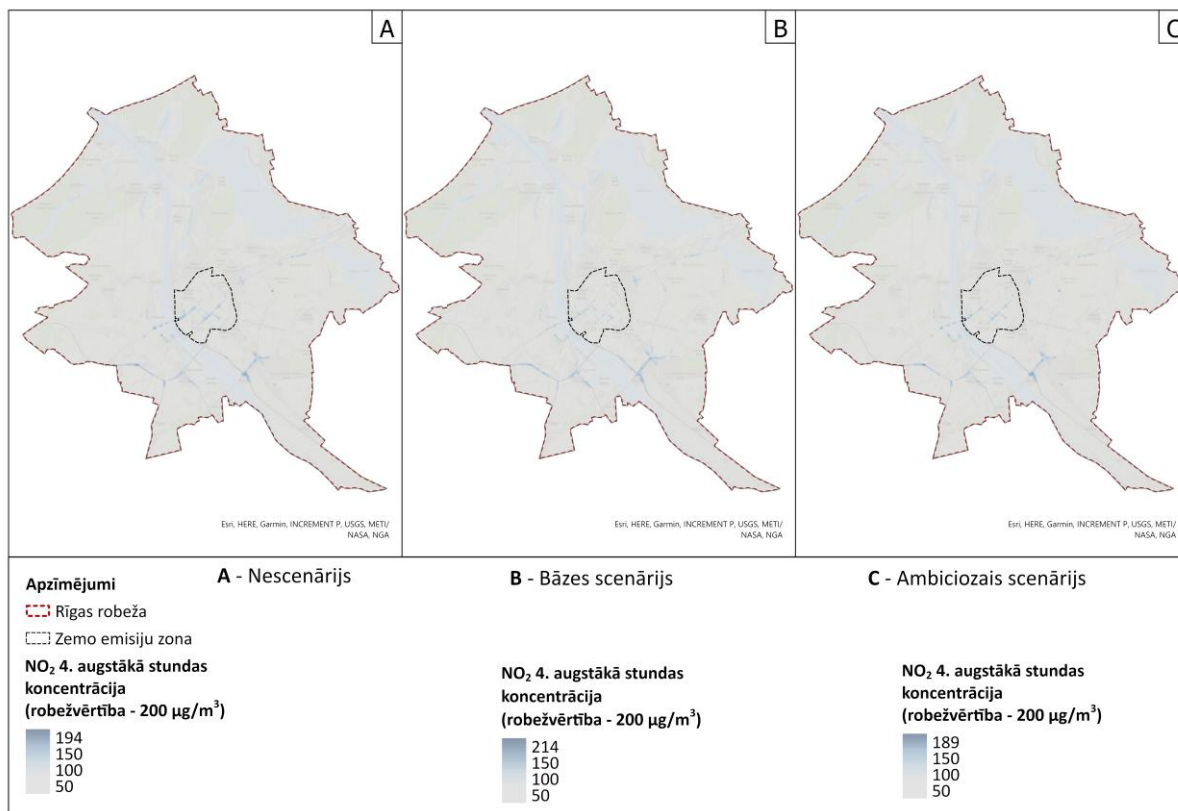 A
B
C
Esri, HERE, Garmin, INCREMENT P, USGS, METI/
NASA, NGA
Esri, HERE, Garmin, INCREMENT P, USGS, METI/
NASA, NGA
Esri, HERE, Garmin, INCREMENT P, USGS, METI/
NASA, NGA
A - Nescenārijs
B - Bāzes scenārijs
C - Ambiciozais scenārijs
Apzīmējumi
Rīgas robeža
Zemo emisiju zona
NO₂ 4. augstākā stundas
koncentrācija
(robežvērtība - 200 µg/m³)
194
150
100
50
NO₂ 4. augstākā stundas
koncentrācija
(robežvērtība - 200 µg/m³)
214
150
100
50
NO₂ 4. augstākā stundas
koncentrācija
(robežvērtība - 200 µg/m³)
189
150
100
50